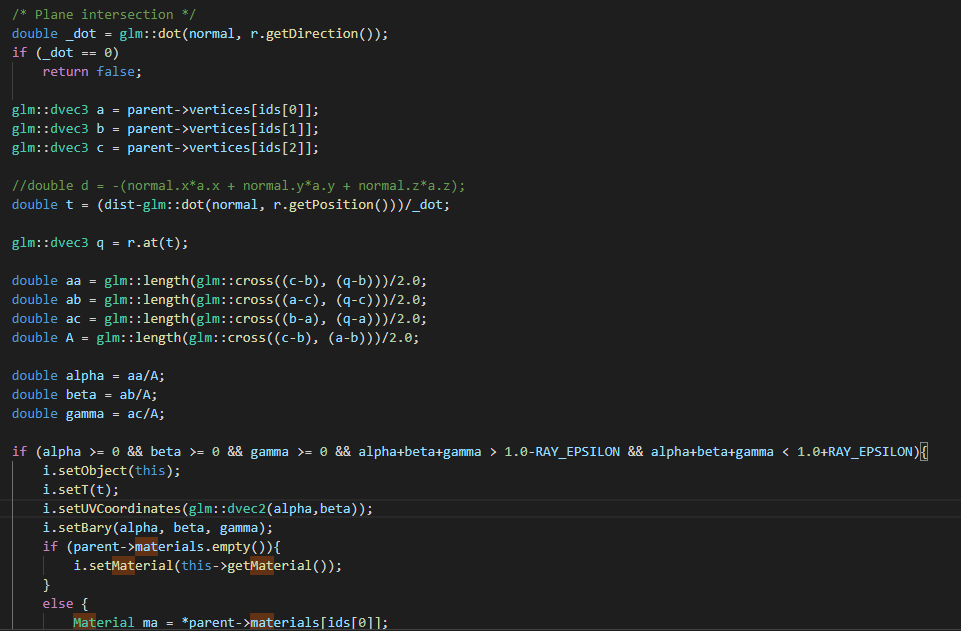 /* Plane intersection */
double _dot = glm::dot(normal, r.getDirection());
if (_dot == 0)
    return false;

glm::dvec3 a = parent->vertices[ids[0]];
glm::dvec3 b = parent->vertices[ids[1]];
glm::dvec3 c = parent->vertices[ids[2]];

//double d = -(normal.x*a.x + normal.y*a.y + normal.z*a.z);
double t = (dist-glm::dot(normal, r.getPosition()))/_dot;

glm::dvec3 q = r.at(t);

double aa = glm::length(glm::cross((c-b), (q-b)))/2.0;
double ab = glm::length(glm::cross((a-c), (q-c)))/2.0;
double ac = glm::length(glm::cross((b-a), (q-a)))/2.0;
double A = glm::length(glm::cross((c-b), (a-b)))/2.0;

double alpha = aa/A;
double beta = ab/A;
double gamma = ac/A;

if (alpha >= 0 && beta >= 0 && gamma >= 0 && alpha+beta+gamma > 1.0-RAY_EPSILON && alpha+beta+gamma < 1.0+RAY_EPSILON){
    i.setObject(this);
    i.setT(t);
    i.setUVCoordinates(glm::dvec2(alpha,beta));
    i.setBary(alpha, beta, gamma);
    if (parent->materials.empty()){
        i.setMaterial(this->getMaterial());
    }
    else {
        Material ma = *parent->materials[ids[0]];